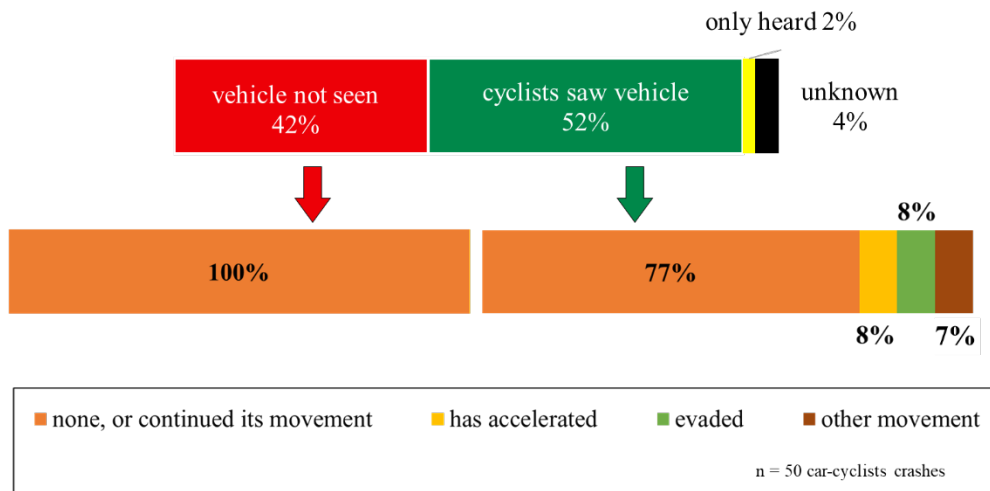 only heard 2%
vehicle not seen
42%
cyclists saw vehicle
52%
unknown
4%
8%
100%
77%
8%
7%
none, or continued its movement
has accelerated
evaded
other movement
n = 50 car-cyclists crashes